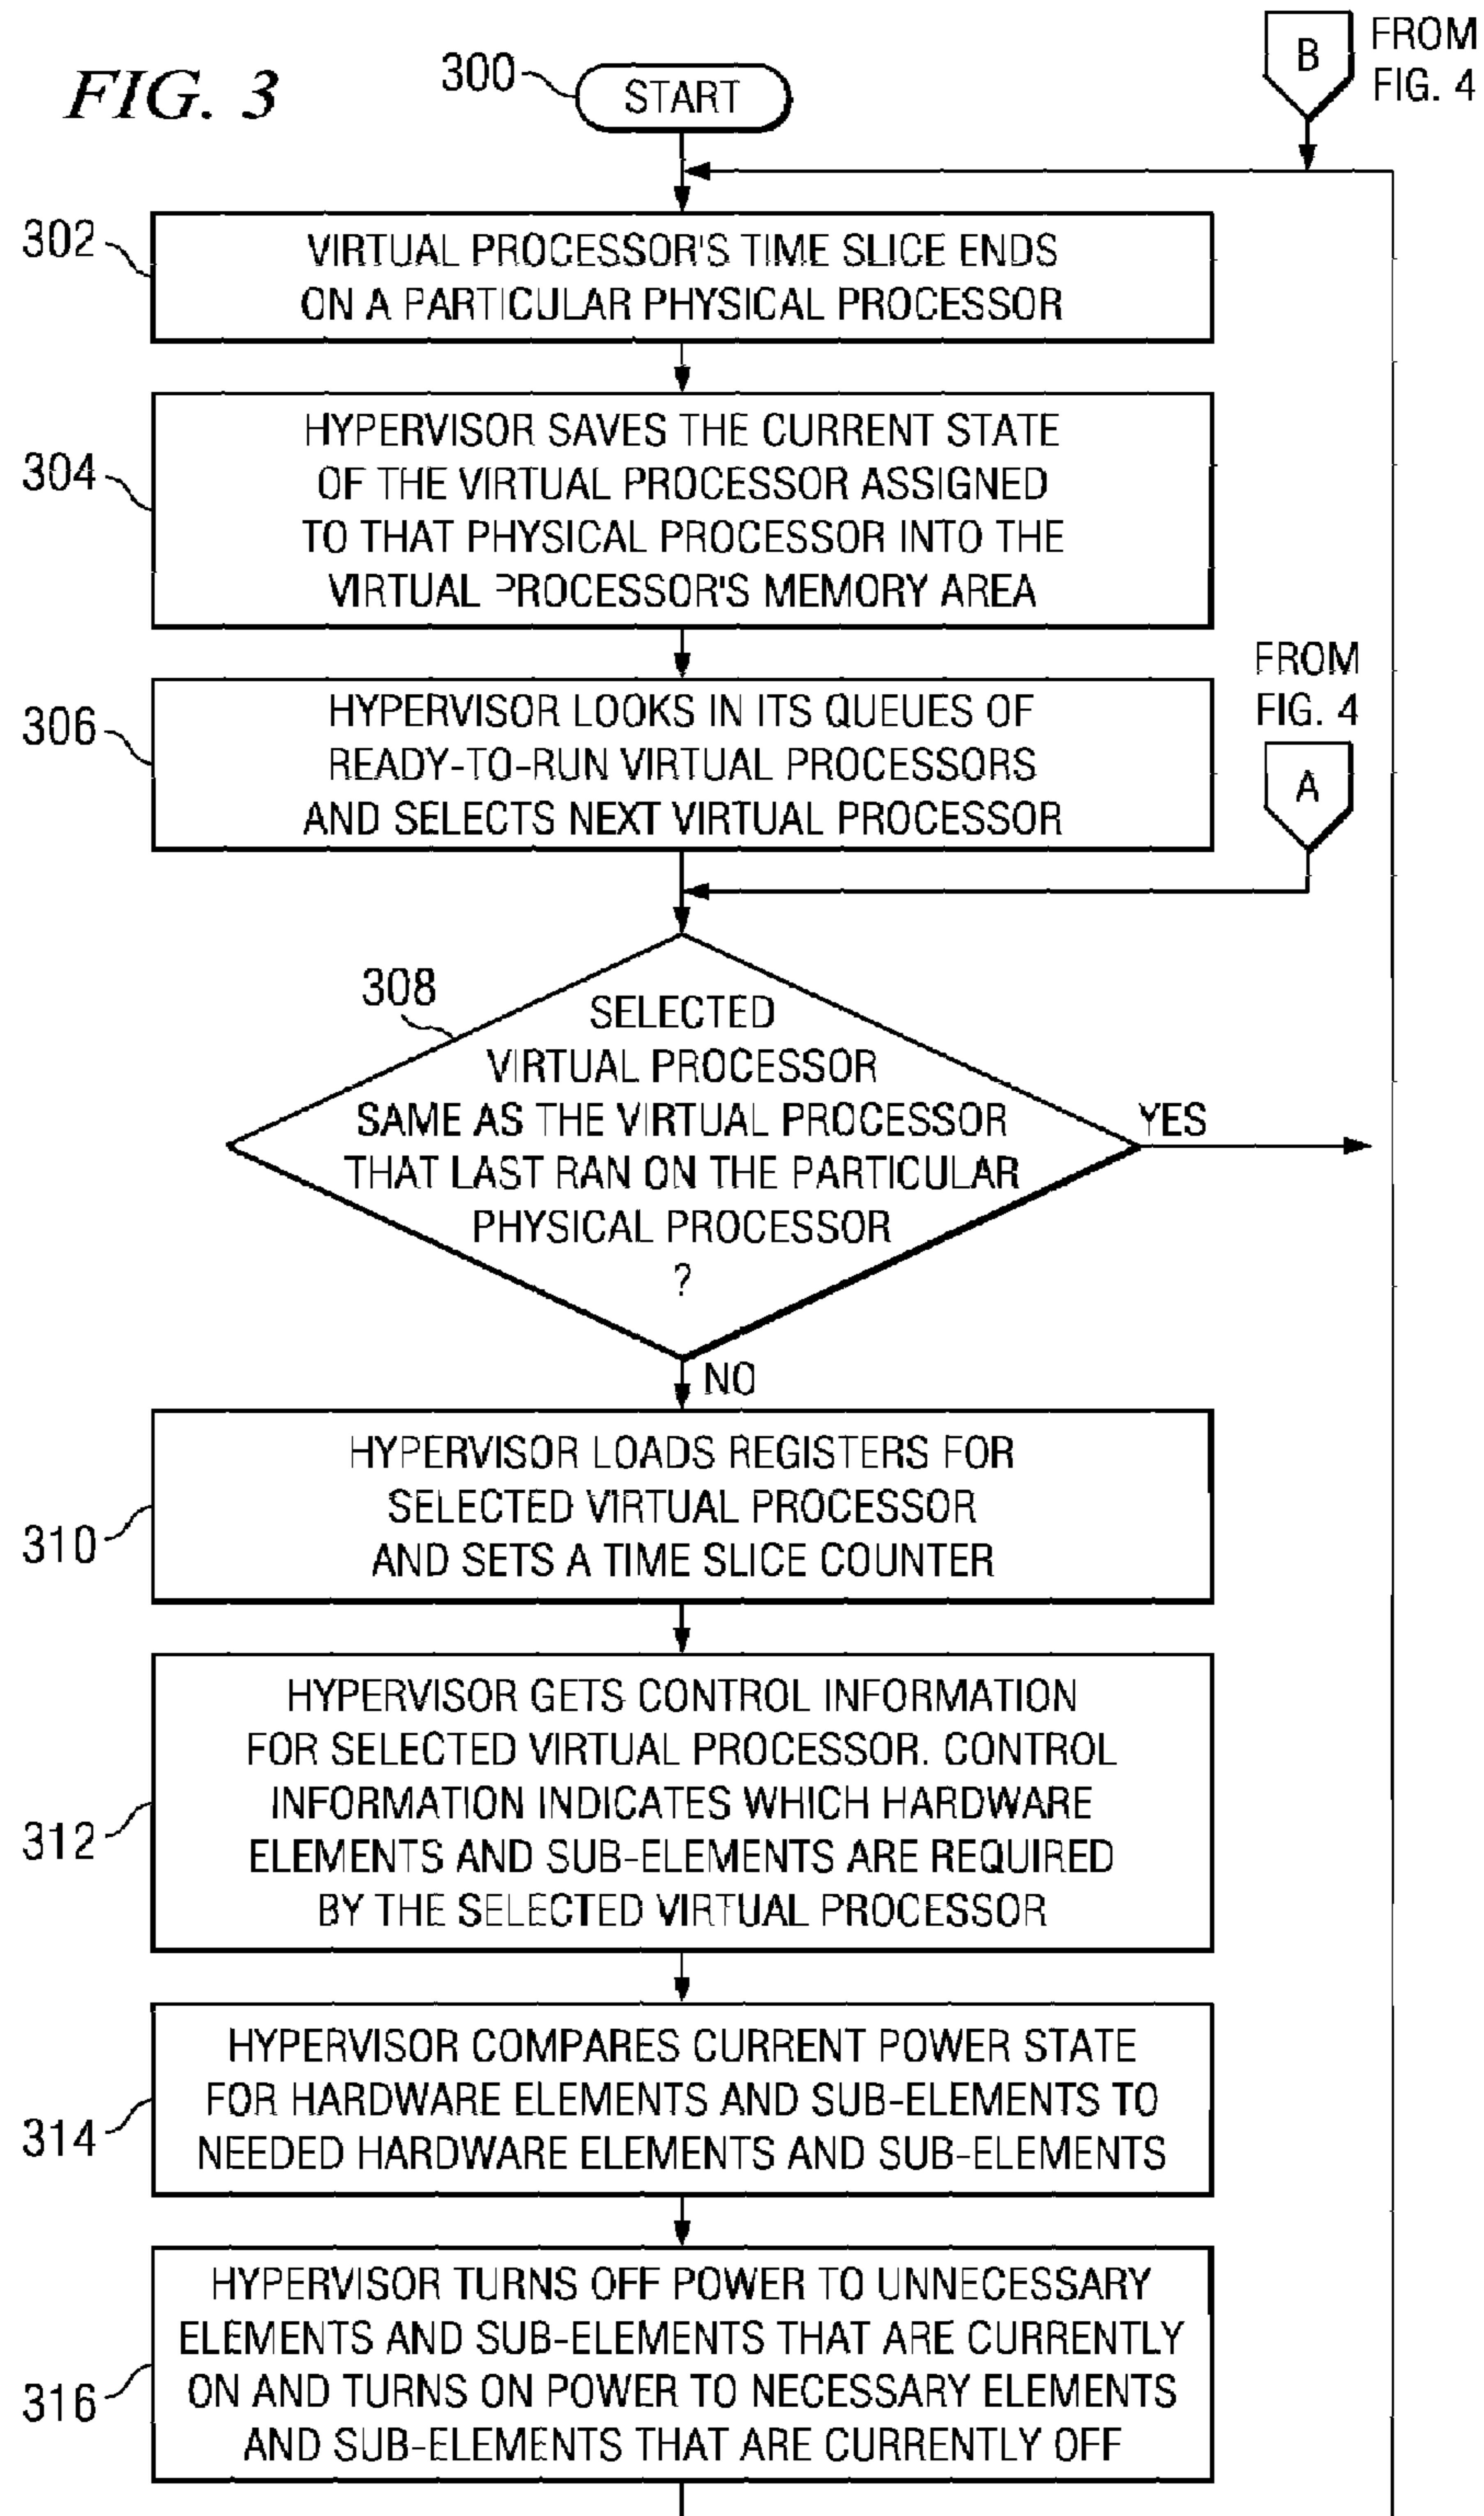 FIG. 3
300
START
B
FROM
FIG. 4
302
VIRTUAL PROCESSOR'S TIME SLICE ENDS
ON A PARTICULAR PHYSICAL PROCESSOR
304
HYPERVISOR SAVES THE CURRENT STATE
OF THE VIRTUAL PROCESSOR ASSIGNED
TO THAT PHYSICAL PROCESSOR INTO THE
VIRTUAL PROCESSOR'S MEMORY AREA
306
HYPERVISOR LOOKS IN ITS QUEUES OF
READY-TO-RUN VIRTUAL PROCESSORS
AND SELECTS NEXT VIRTUAL PROCESSOR
FROM
FIG. 4
A
308
SELECTED
VIRTUAL PROCESSOR
SAME AS THE VIRTUAL PROCESSOR
THAT LAST RAN ON THE PARTICULAR
PHYSICAL PROCESSOR
?
YES
NO
310
HYPERVISOR LOADS REGISTERS FOR
SELECTED VIRTUAL PROCESSOR
AND SETS A TIME SLICE COUNTER
312
HYPERVISOR GETS CONTROL INFORMATION
FOR SELECTED VIRTUAL PROCESSOR. CONTROL
INFORMATION INDICATES WHICH HARDWARE
ELEMENTS AND SUB-ELEMENTS ARE REQUIRED
BY THE SELECTED VIRTUAL PROCESSOR
314
HYPERVISOR COMPARES CURRENT POWER STATE
FOR HARDWARE ELEMENTS AND SUB-ELEMENTS TO
NEEDED HARDWARE ELEMENTS AND SUB-ELEMENTS
316
HYPERVISOR TURNS OFF POWER TO UNNECESSARY
ELEMENTS AND SUB-ELEMENTS THAT ARE CURRENTLY
ON AND TURNS ON POWER TO NECESSARY ELEMENTS
AND SUB-ELEMENTS THAT ARE CURRENTLY OFF